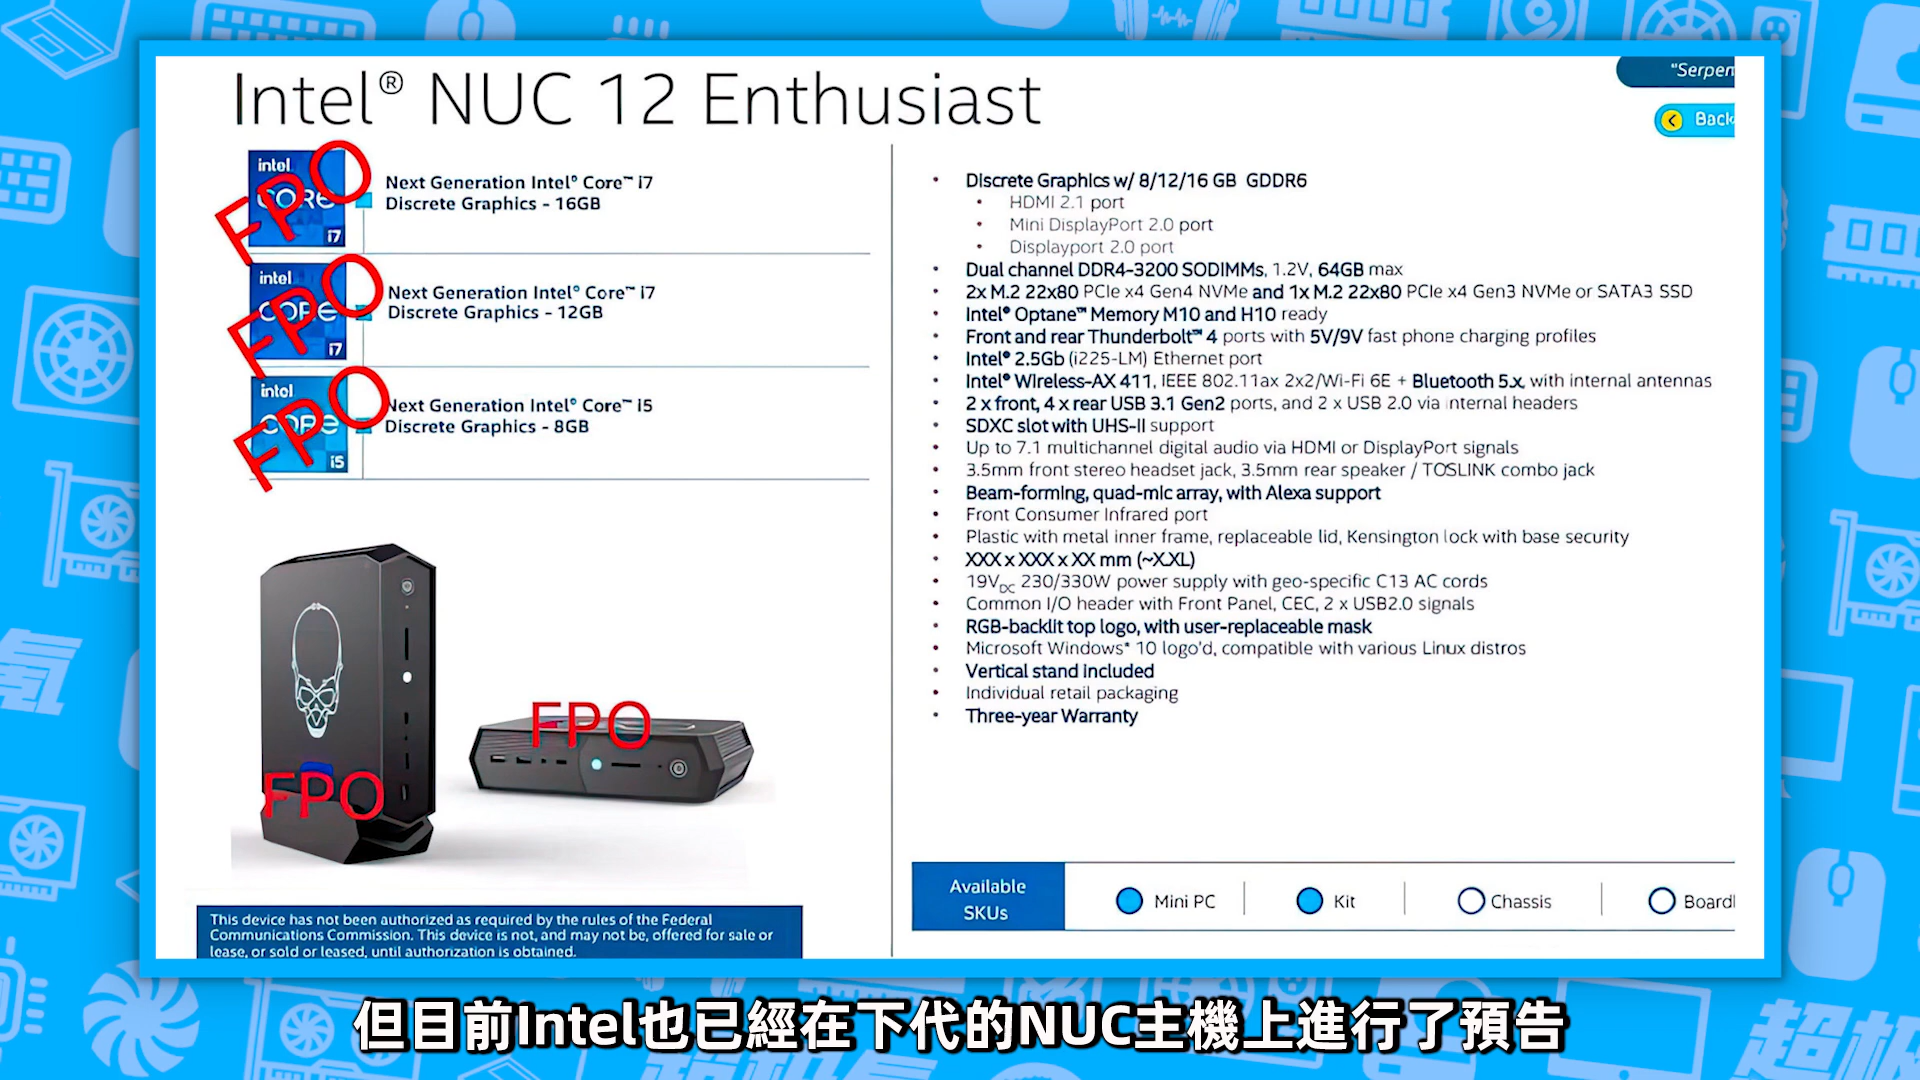 Intel® NUC 12 Enthusiast
"Serpen
Back
intel
CORE
i7
FPO
Next Generation Intel® Core™ i7
Discrete Graphics - 16GB
intel
CORE
i7
FPO
Next Generation Intel® Core™ i7
Discrete Graphics - 12GB
intel
CORE
i5
FPO
Next Generation Intel® Core™ i5
Discrete Graphics - 8GB
FPO
FPO
This device has not been authorized as required by the rules of the Federal
Communications Commission. This device is not, and may not be, offered for sale or
lease, or sold or leased, until authorization is obtained.
• Discrete Graphics w/ 8/12/16 GB GDDR6
• HDMI 2.1 port
• Mini DisplayPort 2.0 port
• Displayport 2.0 port
• Dual channel DDR4-3200 SODIMMs, 1.2V, 64GB max
• 2x M.2 22x80 PCIe x4 Gen4 NVMe and 1x M.2 22x80 PCIe x4 Gen3 NVMe or SATA3 SSD
• Intel® Optane™ Memory M10 and H10 ready
• Front and rear Thunderbolt™ 4 ports with 5V/9V fast phone charging profiles
• Intel® 2.5Gb (i225-LM) Ethernet port
• Intel® Wireless-AX 411, IEEE 802.11ax 2x2/Wi-Fi 6E + Bluetooth 5.x, with internal antennas
• 2 x front, 4 x rear USB 3.1 Gen2 ports, and 2 x USB 2.0 via internal headers
• SDXC slot with UHS-II support
• Up to 7.1 multichannel digital audio via HDMI or DisplayPort signals
• 3.5mm front stereo headset jack, 3.5mm rear speaker / TOSLINK combo jack
• Beam-forming, quad-mic array, with Alexa support
• Front Consumer Infrared port
• Plastic with metal inner frame, replaceable lid, Kensington lock with base security
• XXX x XXX x XX mm (~X.XL)
• 19VDC 230/330W power supply with geo-specific C13 AC cords
• Common I/O header with Front Panel, CEC, 2 x USB2.0 signals
• RGB-backlit top logo, with user-replaceable mask
• Microsoft Windows* 10 logo'd, compatible with various Linux distros
• Vertical stand included
• Individual retail packaging
• Three-year Warranty
Available
SKUs
Mini PC
Kit
Chassis
Board
氪
超极
但目前Intel也已經在下代的NUC主機上進行了預告